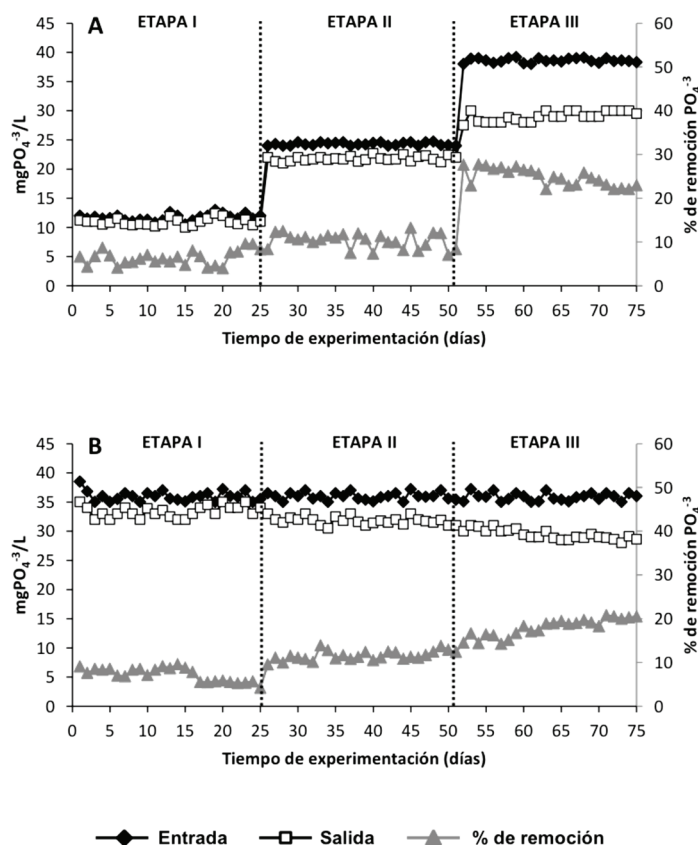 A
ETAPA I ETAPA II ETAPA III
mgPO₄⁻³/L
45
40
35
30
25
20
15
10
5
0
60
50
40
30
20
10
0
% de remoción PO₄⁻³
0 5 10 15 20 25 30 35 40 45 50 55 60 65 70 75
Tiempo de experimentación (días)
B
ETAPA I ETAPA II ETAPA III
mgPO₄⁻³/L
45
40
35
30
25
20
15
10
5
0
60
50
40
30
20
10
0
% de remoción PO₄⁻³
0 5 10 15 20 25 30 35 40 45 50 55 60 65 70 75
Tiempo de experimentación (días)
Entrada Salida % de remoción